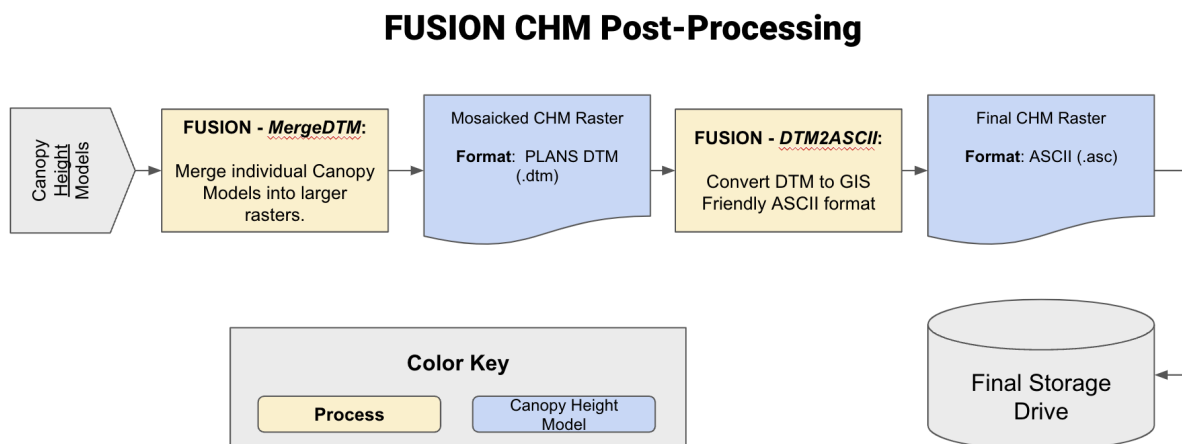 FUSION CHM Post-Processing
Canopy
Height
Models
FUSION - MergeDTM:
Merge individual Canopy
Models into larger
rasters.
Mosaicked CHM Raster
Format: PLANS DTM
(.dtm)
FUSION - DTM2ASCII:
Convert DTM to GIS
Friendly ASCII format
Final CHM Raster
Format: ASCII (.asc)
Final Storage
Drive
Color Key
Process
Canopy Height
Model